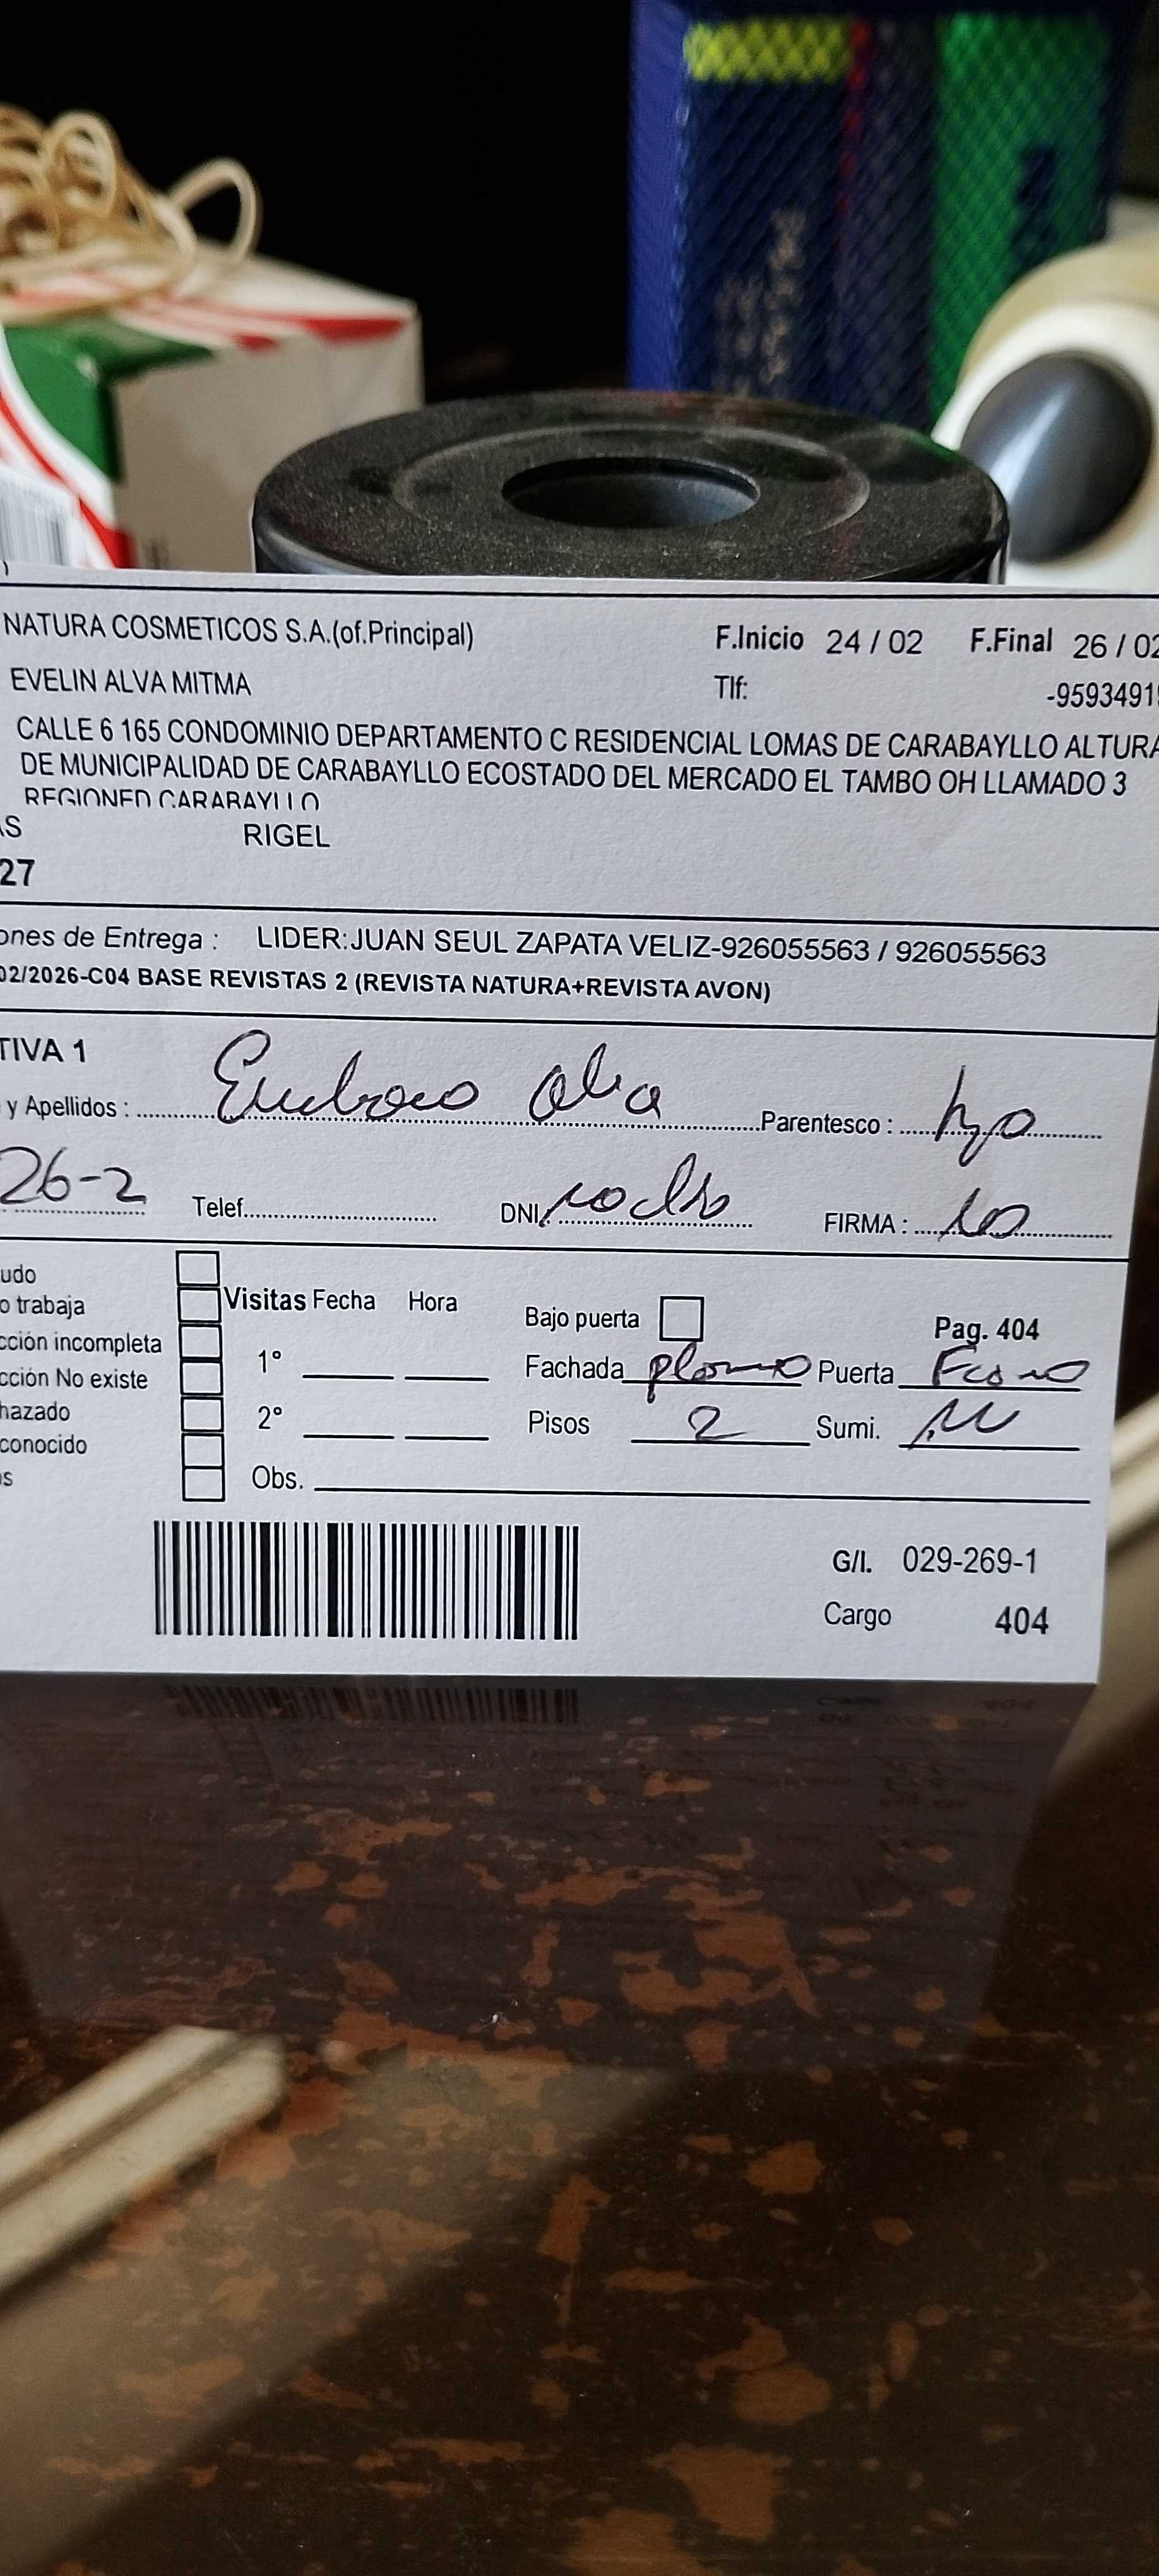 NATURA COSMETICOS S.A.(of.Principal) F.Inicio 24 / 02 F.Final 26 / 02
EVELIN ALVA MITMA Tlf: -9593491
CALLE 6 165 CONDOMINIO DEPARTAMENTO C RESIDENCIAL LOMAS DE CARABAYLLO ALTURA
DE MUNICIPALIDAD DE CARABAYLLO ECOSTADO DEL MERCADO EL TAMBO OH LLAMADO 3
REGIONED CARABAYLLO
AS RIGEL
27
ones de Entrega : LIDER:JUAN SEUL ZAPATA VELIZ-926055563 / 926055563
02/2026-C04 BASE REVISTAS 2 (REVISTA NATURA+REVISTA AVON)
TIVA 1
y Apellidos : Alva Parentesco : hijo
26-2 Telef. DNI: FIRMA :
udo
o trabaja Visitas Fecha Hora Bajo puerta Pag. 404
cción incompleta 1° Fachada plomo Puerta
cción No existe
hazado 2° Pisos 2 Sumi.
conocido
os Obs.
G/I. 029-269-1
Cargo 404